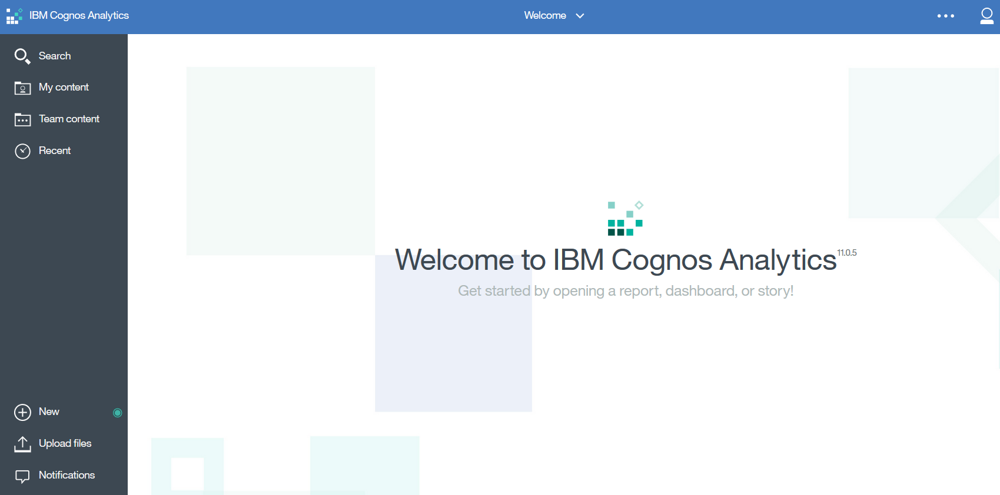 IBM Cognos Analytics
Welcome
Search
My content
Team content
Recent
Welcome to IBM Cognos Analytics 11.0.5
Get started by opening a report, dashboard, or story!
New
Upload files
Notifications